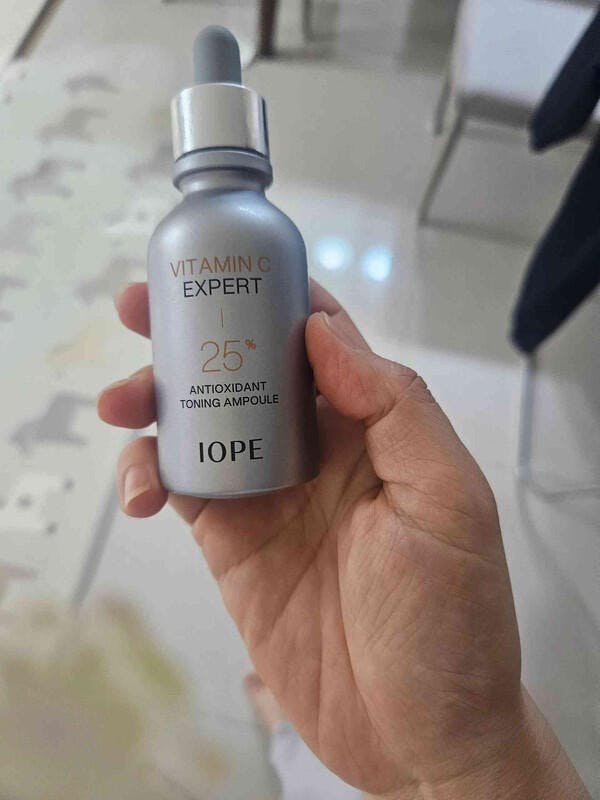 VITAMIN C
EXPERT
25%
ANTIOXIDANT
TONING AMPOULE
IOPE